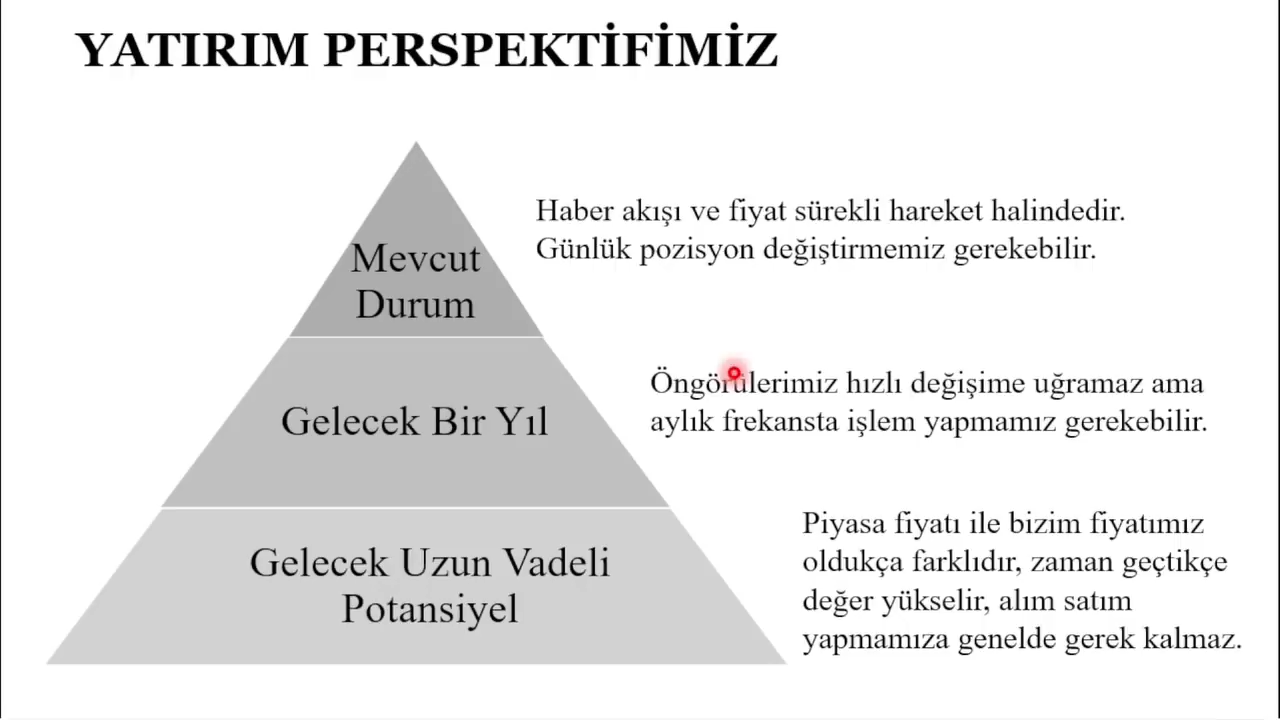 YATIRIM PERSPEKTİFİMİZ
Mevcut
Durum
Haber akışı ve fiyat sürekli hareket halindedir.
Günlük pozisyon değiştirmemiz gerekebilir.
Gelecek Bir Yıl
Öngörülerimiz hızlı değişime uğramaz ama
aylık frekansta işlem yapmamız gerekebilir.
Gelecek Uzun Vadeli
Potansiyel
Piyasa fiyatı ile bizim fiyatımız
oldukça farklıdır, zaman geçtikçe
değer yükselir, alım satım
yapmamıza genelde gerek kalmaz.